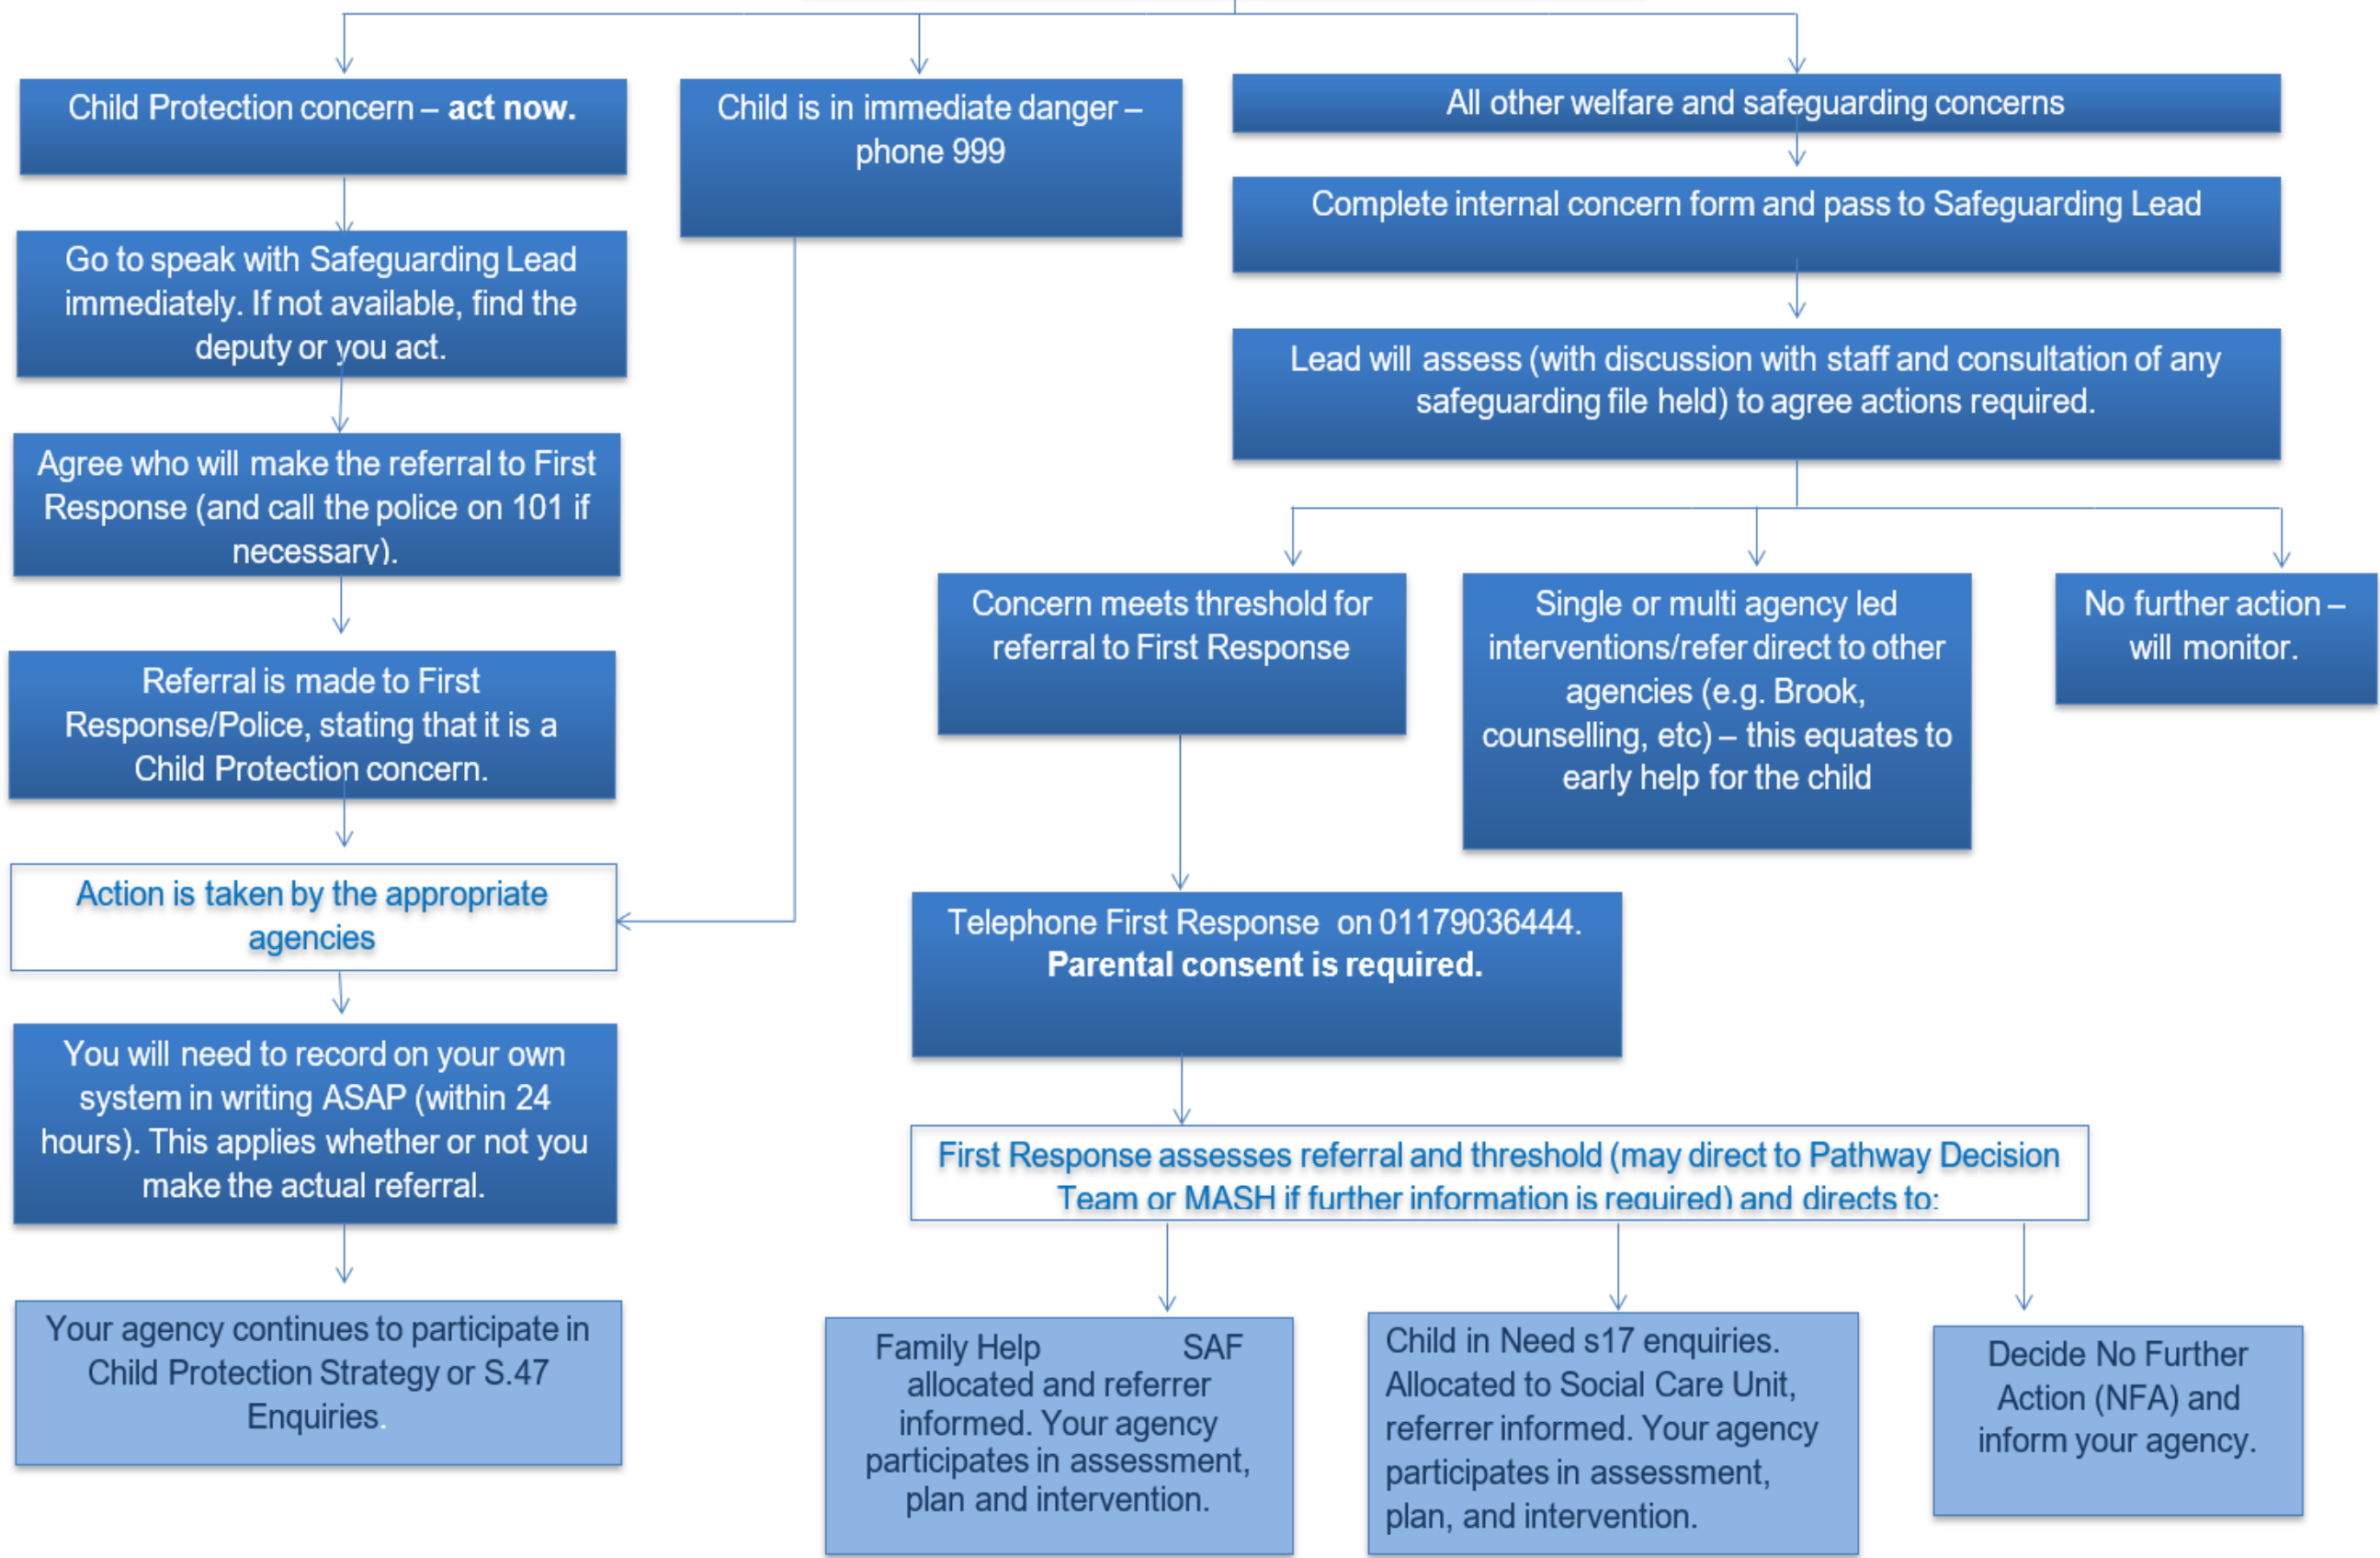 Child Protection concern – act now.
Go to speak with Safeguarding Lead
immediately. If not available, find the
deputy or you act.
Agree who will make the referral to First
Response (and call the police on 101 if
necessary).
Referral is made to First
Response/Police, stating that it is a
Child Protection concern.
Action is taken by the appropriate
agencies
You will need to record on your own
system in writing ASAP (within 24
hours). This applies whether or not you
make the actual referral.
Your agency continues to participate in
Child Protection Strategy or S.47
Enquiries.
Child is in immediate danger –
phone 999
All other welfare and safeguarding concerns
Complete internal concern form and pass to Safeguarding Lead
Lead will assess (with discussion with staff and consultation of any
safeguarding file held) to agree actions required.
Concern meets threshold for
referral to First Response
Single or multi agency led
interventions/refer direct to other
agencies (e.g. Brook,
counselling, etc) – this equates to
early help for the child
No further action –
will monitor.
Telephone First Response on 01179036444.
Parental consent is required.
First Response assesses referral and threshold (may direct to Pathway Decision
Team or MASH if further information is required) and directs to:
Family Help SAF
allocated and referrer
informed. Your agency
participates in assessment,
plan and intervention.
Child in Need s17 enquiries.
Allocated to Social Care Unit,
referrer informed. Your agency
participates in assessment,
plan, and intervention.
Decide No Further
Action (NFA) and
inform your agency.